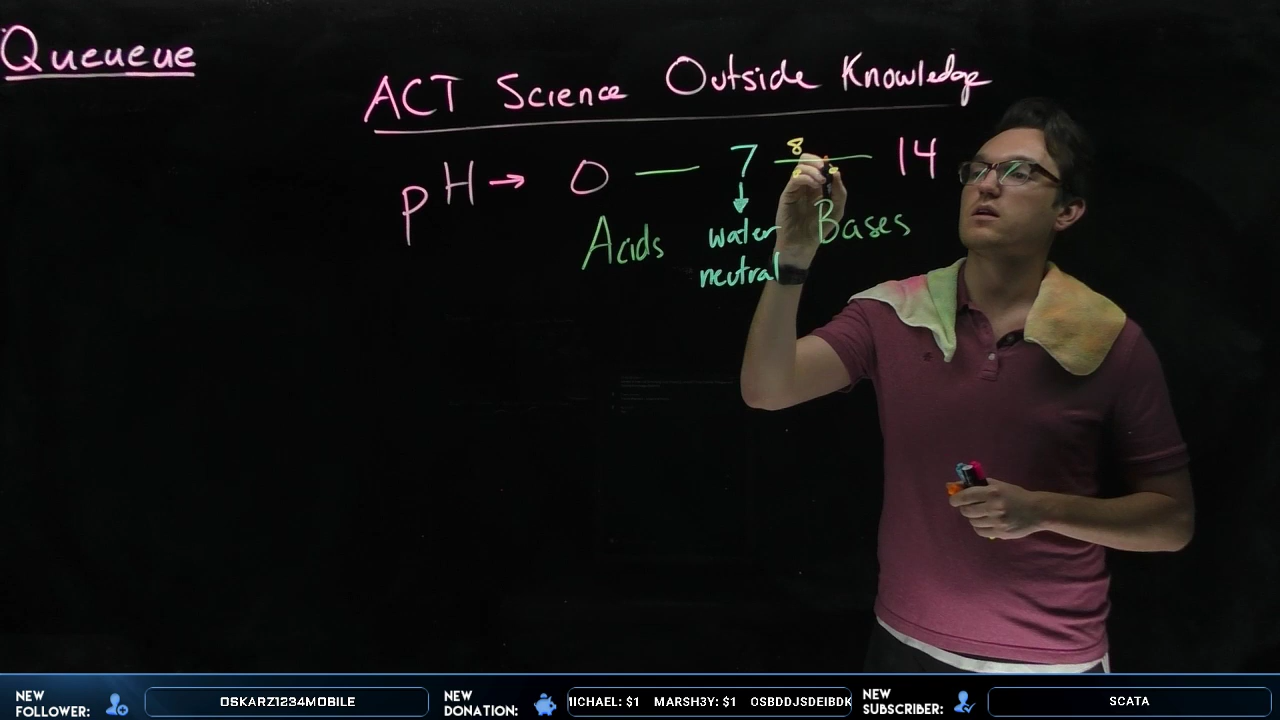 Queueue
ACT Science Outside Knowledge
pH → 0 — 7 8 — 14
Acids water Bases
neutral
NEW FOLLOWER: OSKARZ1234MOBILE NEW DONATION: MICHAEL: $1 MARSH3Y: $1 OSBDDJSDEIBDK NEW SUBSCRIBER: SCATA